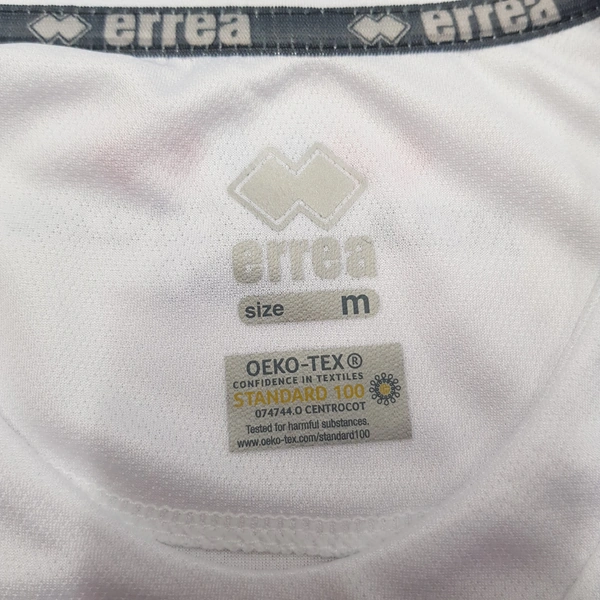 errea errea
errea
size m
OEKO-TEX®
CONFIDENCE IN TEXTILES
STANDARD 100
074744.O CENTROCOT
Tested for harmful substances.
www.oeko-tex.com/standard100